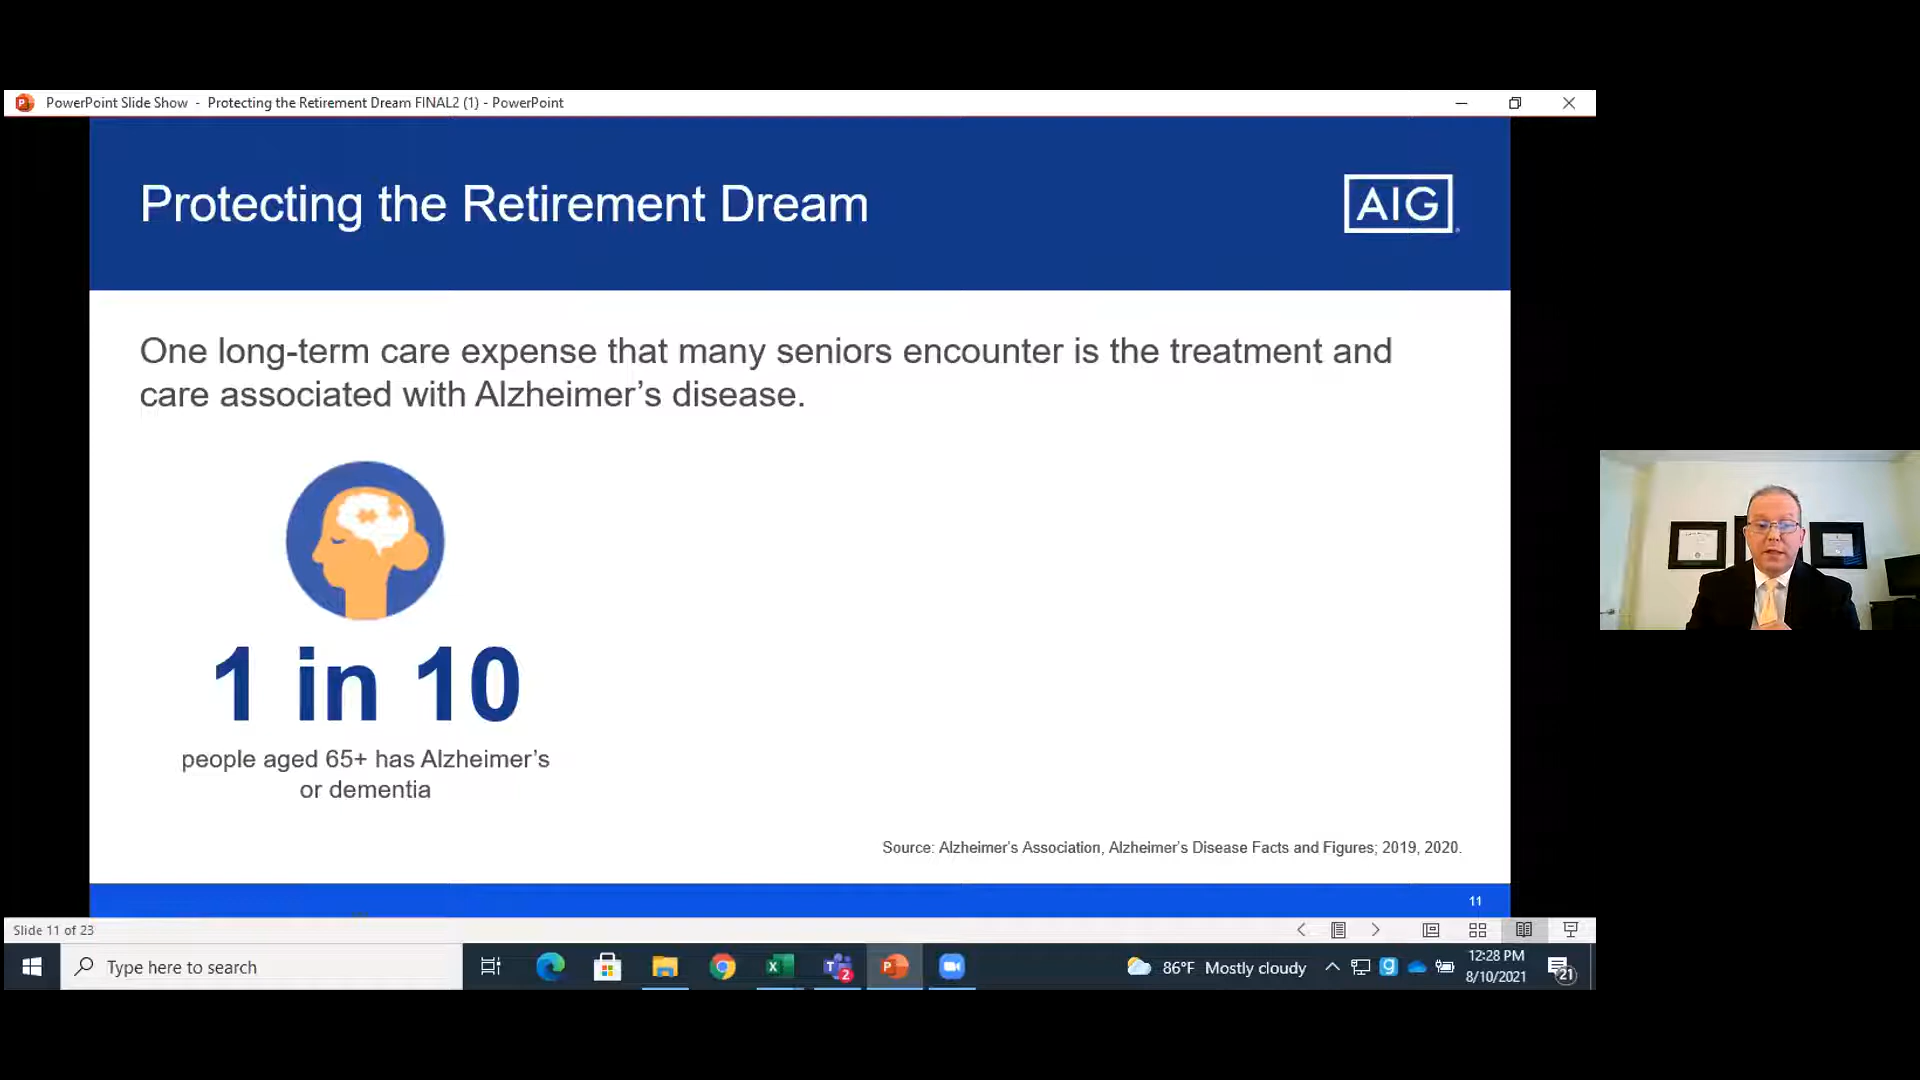 PowerPoint Slide Show - Protecting the Retirement Dream FINAL2 (1) - PowerPoint
Protecting the Retirement Dream
AIG
One long-term care expense that many seniors encounter is the treatment and
care associated with Alzheimer’s disease.
1 in 10
people aged 65+ has Alzheimer’s
or dementia
Source: Alzheimer’s Association, Alzheimer’s Disease Facts and Figures; 2019, 2020.
11
Slide 11 of 23
Type here to search
2
86°F Mostly cloudy
12:28 PM
8/10/2021
21